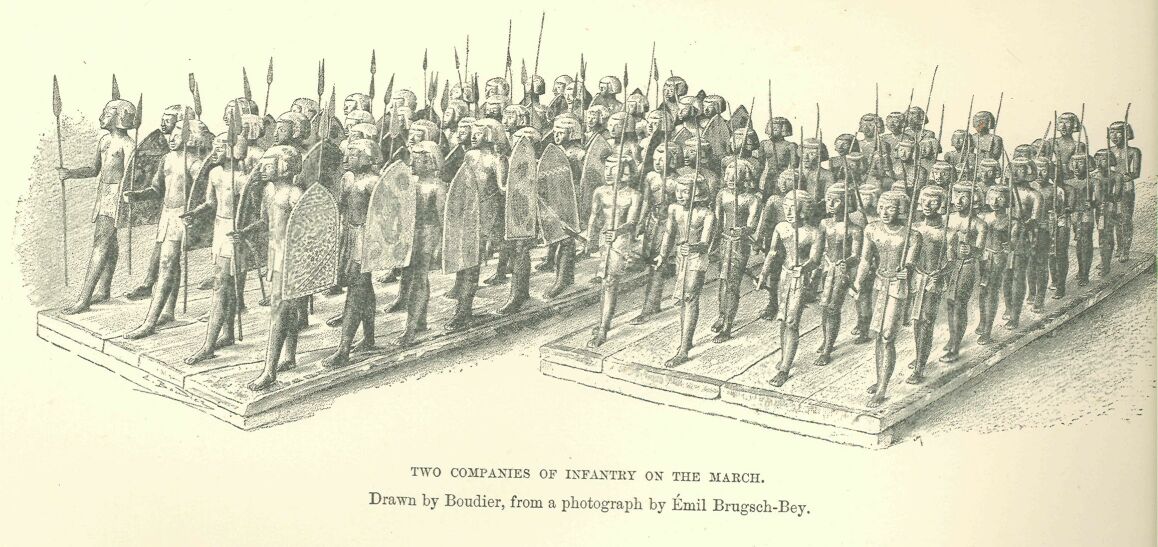 TWO COMPANIES OF INFANTRY ON THE MARCH.
Drawn by Boudier, from a photograph by Émil Brugsch-Bey.